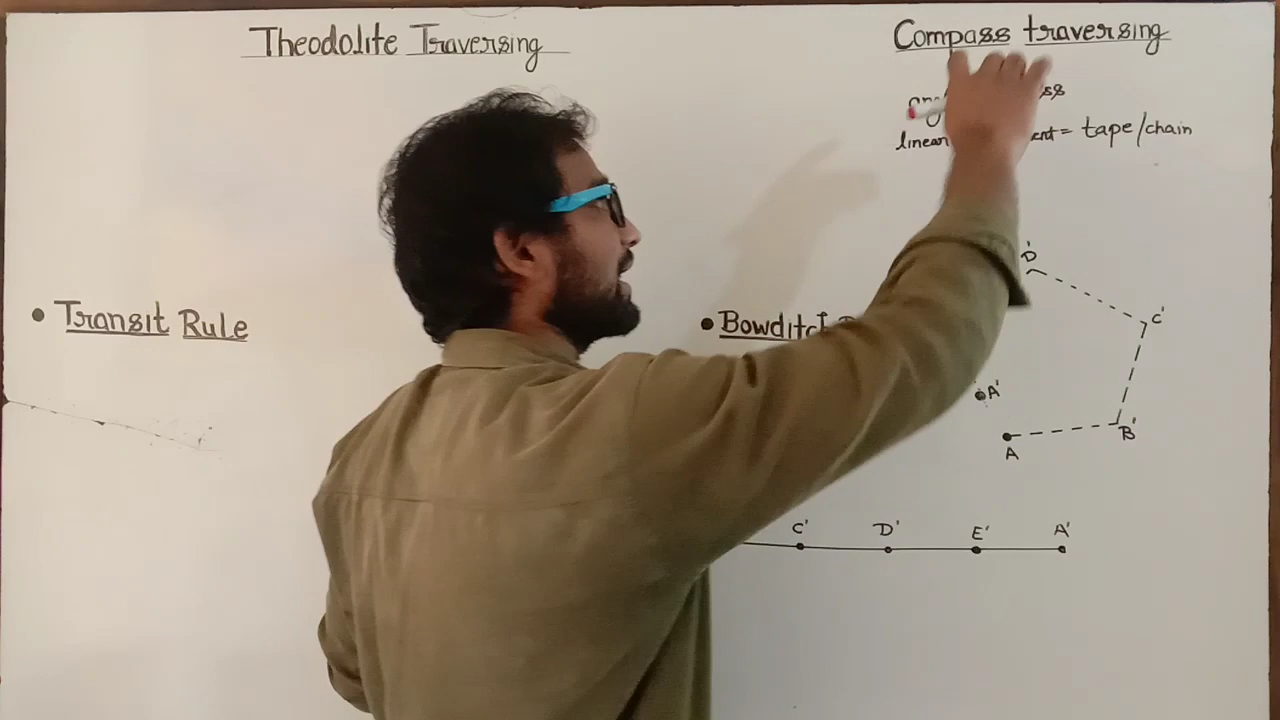 Theodolite Traversing
Compass traversing
linear = tape/chain
• Transit Rule
• Bowditch
D'
C'
A'
B'
A
C' D' E' A'